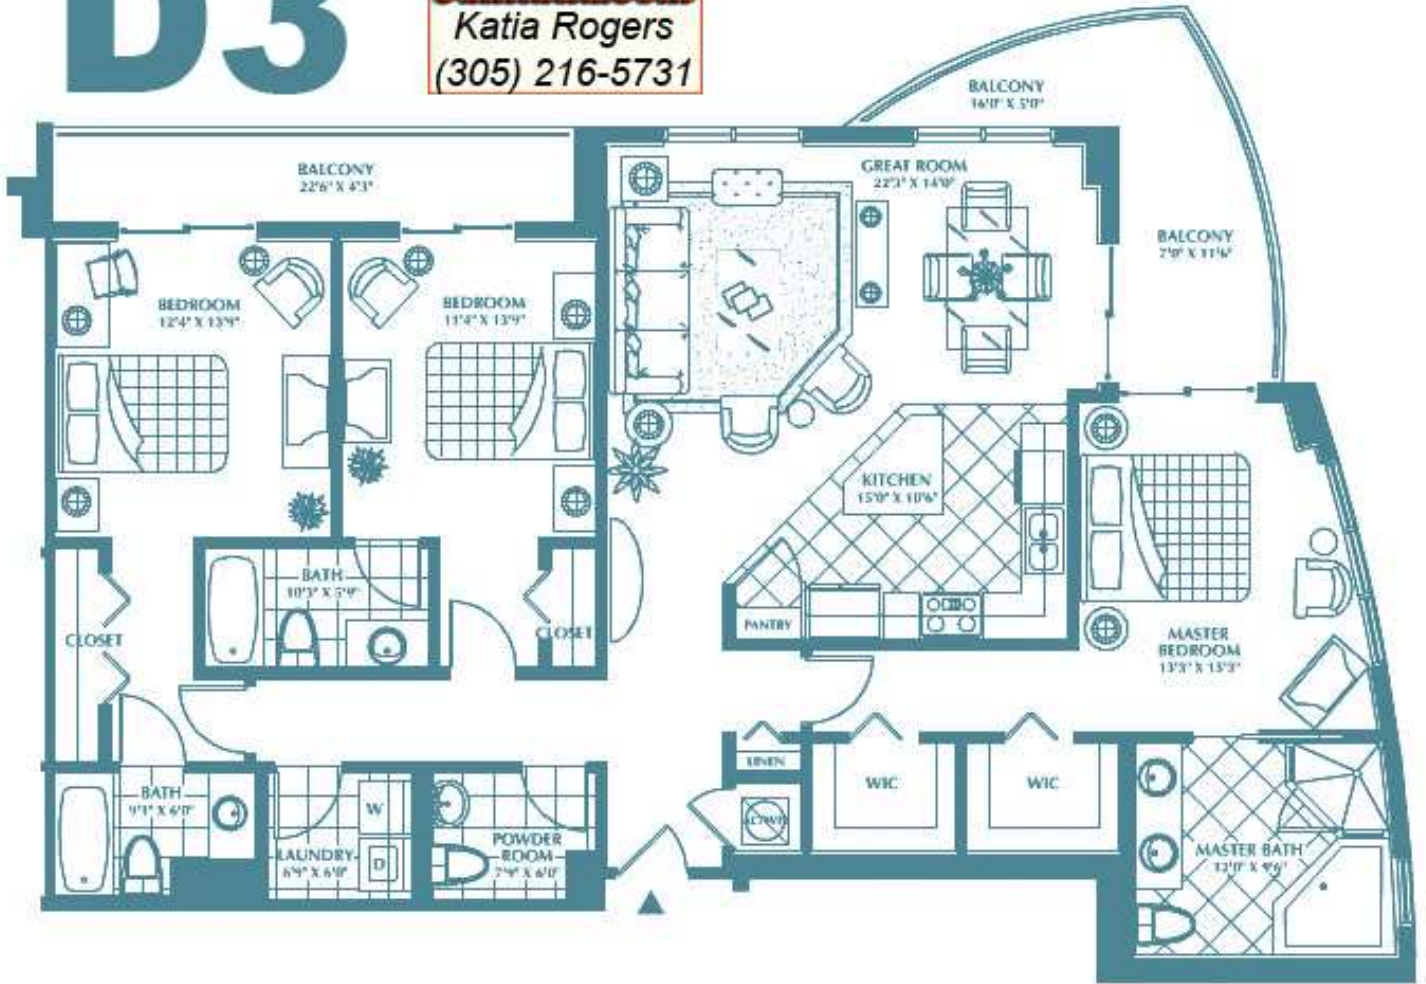 D3
Katia Rogers
(305) 216-5731
BALCONY
16'0" X 5'0"
BALCONY
22'6" X 4'3"
GREAT ROOM
22'3" X 14'0"
BALCONY
7'0" X 11'6"
BEDROOM
12'4" X 13'9"
BEDROOM
11'4" X 13'9"
KITCHEN
15'0" X 10'6"
BATH
10'3" X 5'9"
CLOSET
CLOSET
PANTRY
MASTER
BEDROOM
13'3" X 15'3"
LINEN
WIC
WIC
BATH
9'1" X 6'0"
W
D
LAUNDRY
6'9" X 6'0"
POWDER
ROOM
7'9" X 6'0"
MASTER BATH
12'0" X 9'6"